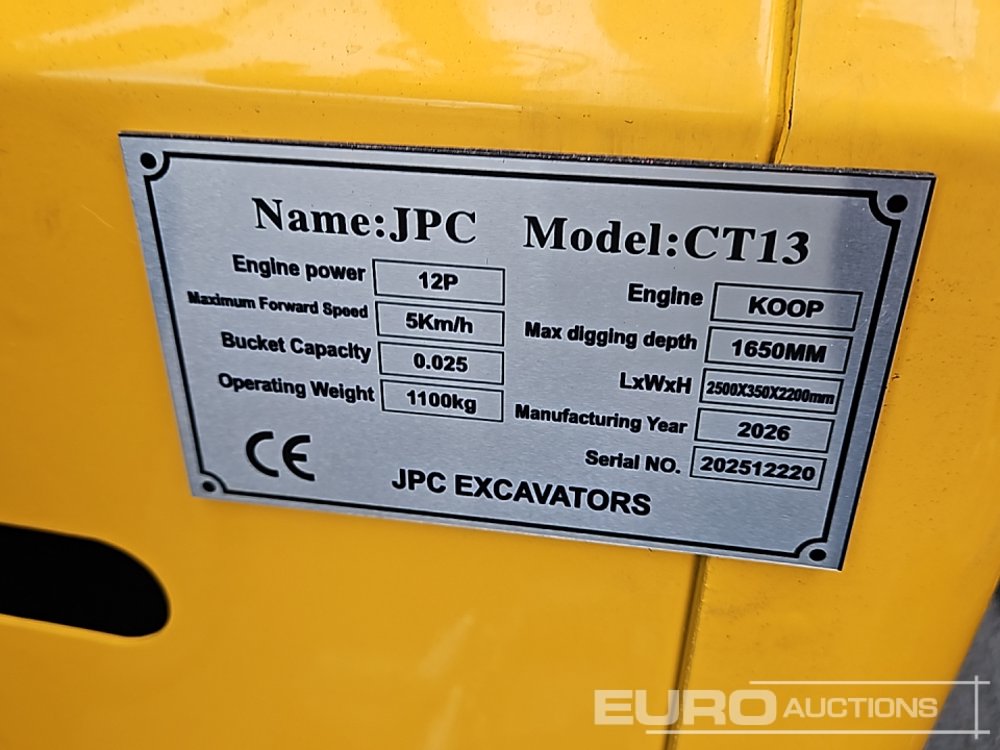 Name:JPC Model:CT13
Engine power 12P
Maximum Forward Speed 5Km/h
Bucket Capacity 0.025
Operating Weight 1100kg
Engine KOOP
Max digging depth 1650MM
LxWxH 2500X350X2200mm
Manufacturing Year 2026
Serial NO. 202512220
CE
JPC EXCAVATORS
EURO AUCTIONS